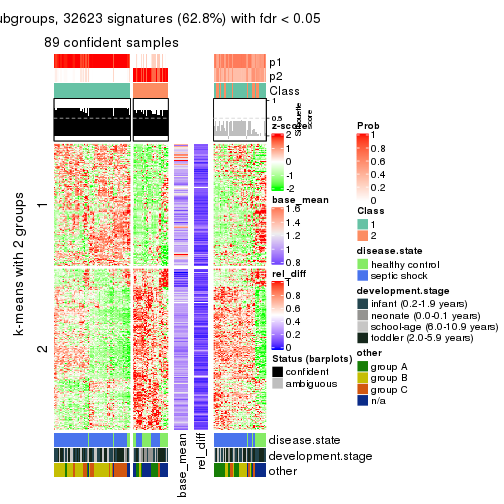 ubgroups, 32623 signatures (62.8%) with fdr < 0.05
89 confident samples
p1
p2
Class
1
0.5
0
Silhouette
score
z-score
2
1
0
-1
-2
base_mean
1.6
1.4
1.2
1
0.8
rel_diff
1
0.8
0.6
0.4
0.2
0
Status (barplots)
confident
ambiguous
Prob
1
0.8
0.6
0.4
0.2
0
Class
1
2
disease.state
healthy control
septic shock
development.stage
infant (0.2-1.9 years)
neonate (0.0-0.1 years)
school-age (6.0-10.9 years)
toddler (2.0-5.9 years)
other
group A
group B
group C
n/a
k-means with 2 groups
1
2
disease.state
development.stage
other
base_mean
rel_diff